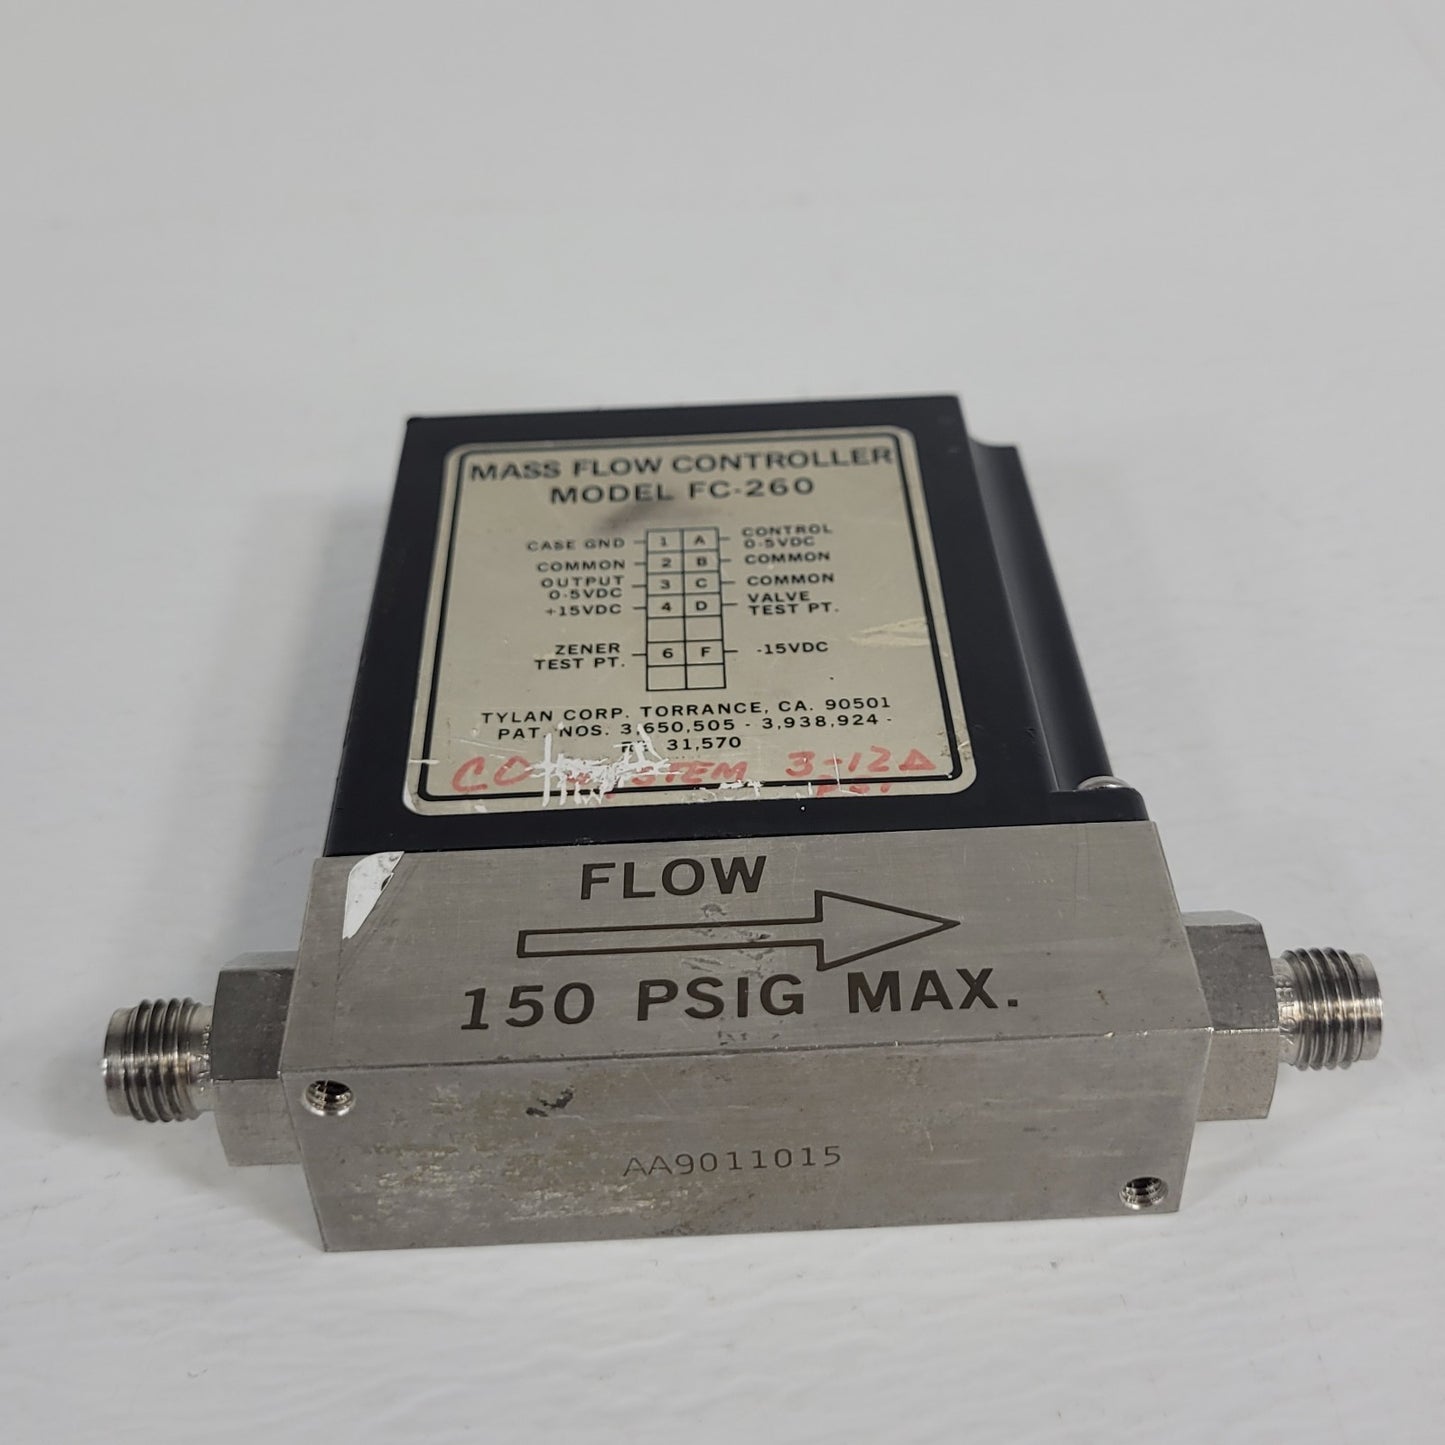 MASS FLOW CONTROLLER
MODEL FC-260
CASE GND 1 A CONTROL 0-5VDC
COMMON 2 B COMMON
OUTPUT 0-5VDC 3 C COMMON
+15VDC 4 D VALVE TEST PT.
ZENER TEST PT. 6 F -15VDC
TYLAN CORP. TORRANCE, CA. 90501
PAT. NOS. 3,650,505 - 3,938,924 -
31,570
3-12 Δ
FLOW
150 PSIG MAX.
AA9011015